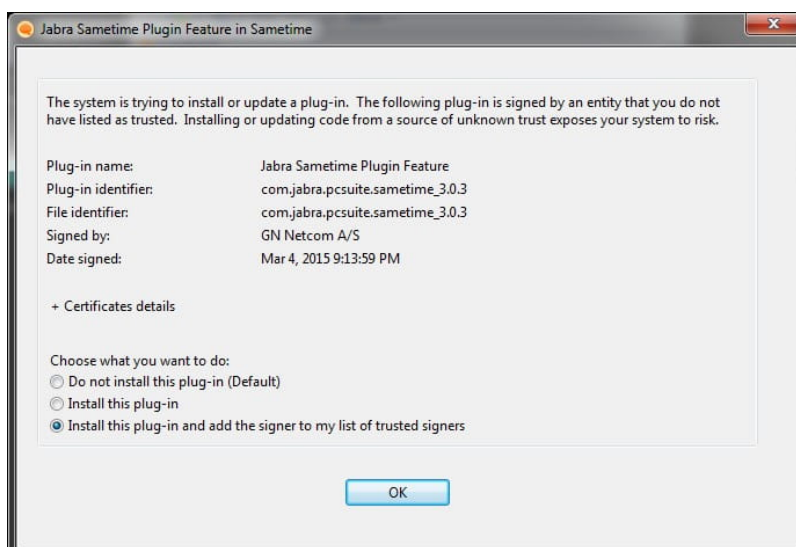 Jabra Sametime Plugin Feature in Sametime
The system is trying to install or update a plug-in. The following plug-in is signed by an entity that you do not
have listed as trusted. Installing or updating code from a source of unknown trust exposes your system to risk.
Plug-in name: Jabra Sametime Plugin Feature
Plug-in identifier: com.jabra.pcsuite.sametime_3.0.3
File identifier: com.jabra.pcsuite.sametime_3.0.3
Signed by: GN Netcom A/S
Date signed: Mar 4, 2015 9:13:59 PM
+ Certificates details
Choose what you want to do:
Do not install this plug-in (Default)
Install this plug-in
Install this plug-in and add the signer to my list of trusted signers
OK